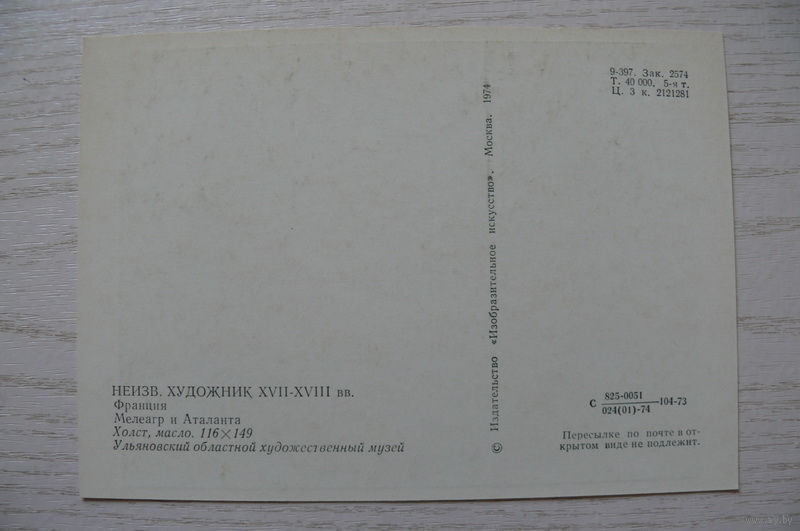 НЕИЗВ. ХУДОЖНИК XVII-XVIII вв.
Франция
Мелеагр и Аталанта
Холст, масло. 116×149
Ульяновский областной художественный музей
© Издательство «Изобразительное искусство». Москва. 1974
9-397. Зак. 2574
Т. 40 000. 5-я т.
Ц. 3 к. 2121281
С 825-0051
024(01)-74 —104-73
Пересылке по почте в от-
крытом виде не подлежит.